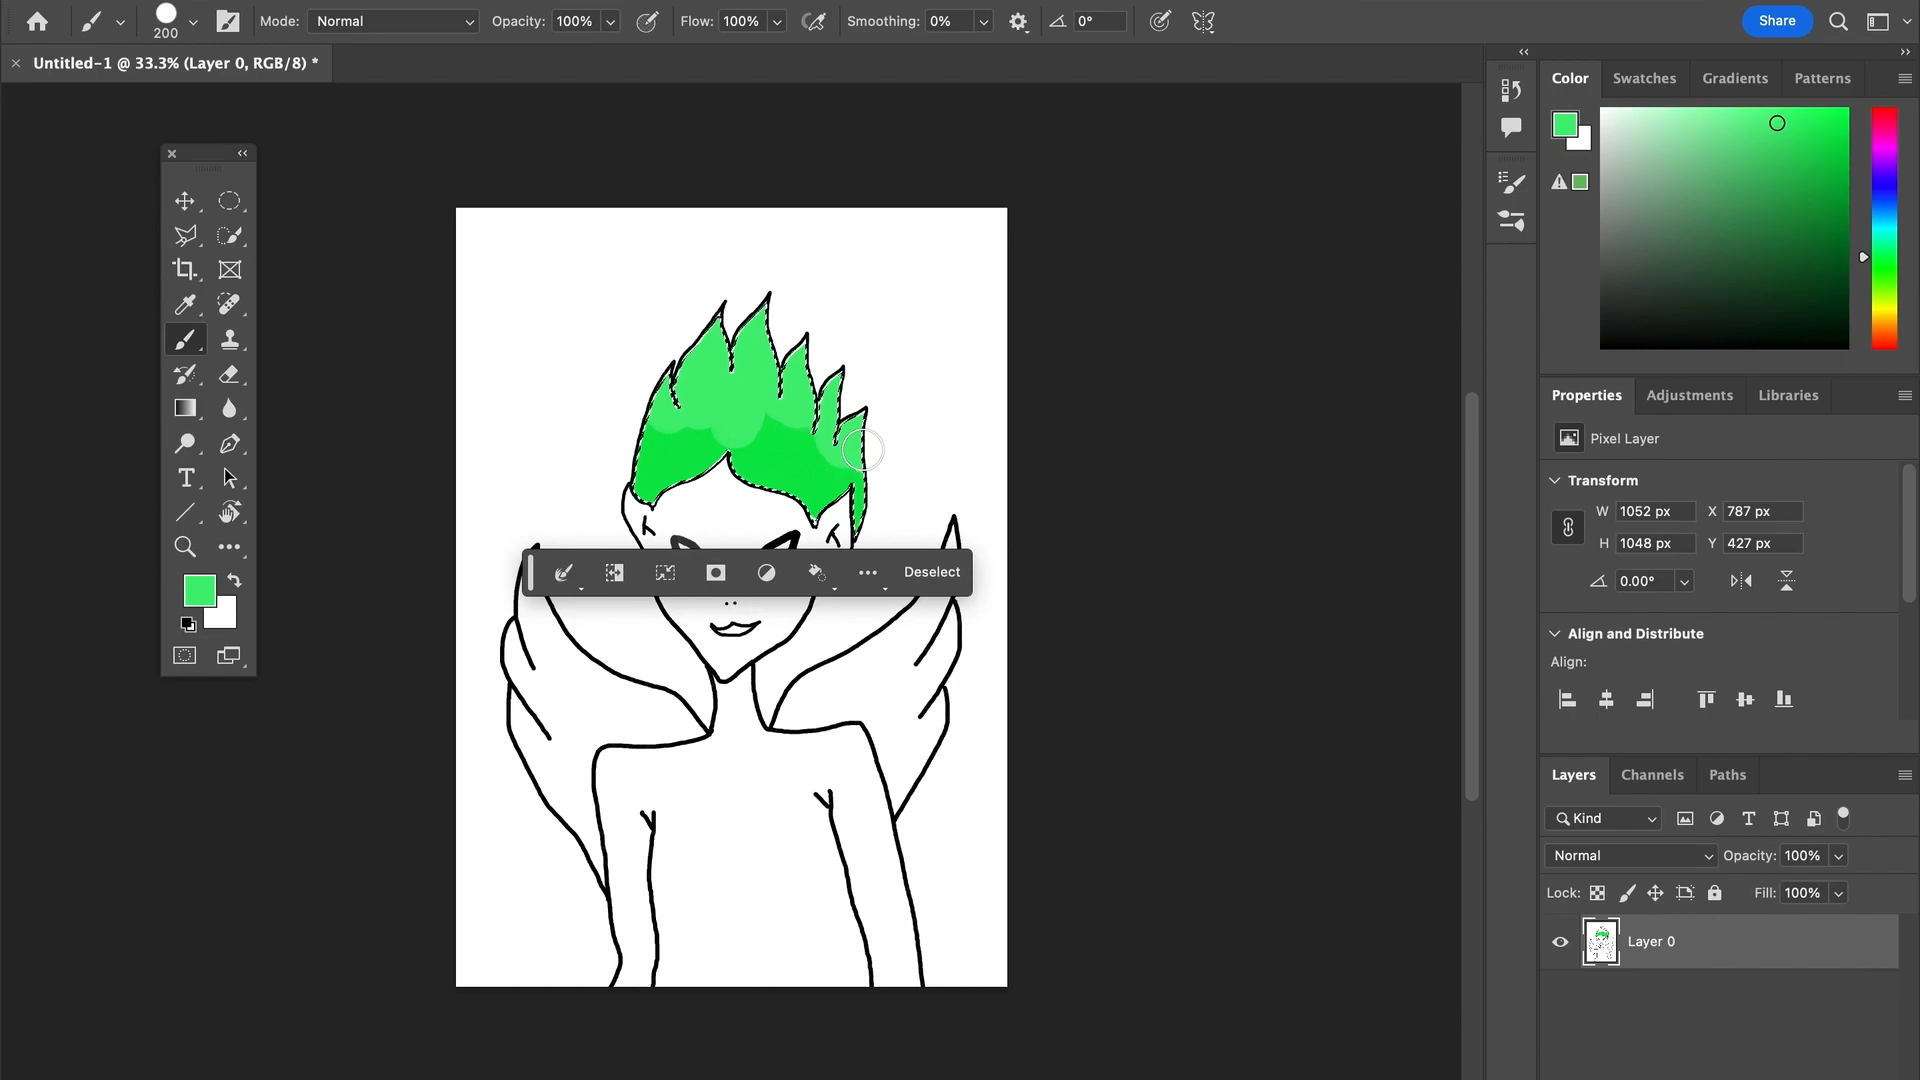 200
Mode: Normal
Opacity: 100%
Flow: 100%
Smoothing: 0%
0°
Share
× Untitled-1 @ 33.3% (Layer 0, RGB/8) *
Color Swatches Gradients Patterns
Properties Adjustments Libraries
Pixel Layer
Transform
W 1052 px X 787 px
H 1048 px Y 427 px
0.00°
Align and Distribute
Align:
Deselect
Layers Channels Paths
Kind
Normal Opacity: 100%
Lock: Fill: 100%
Layer 0